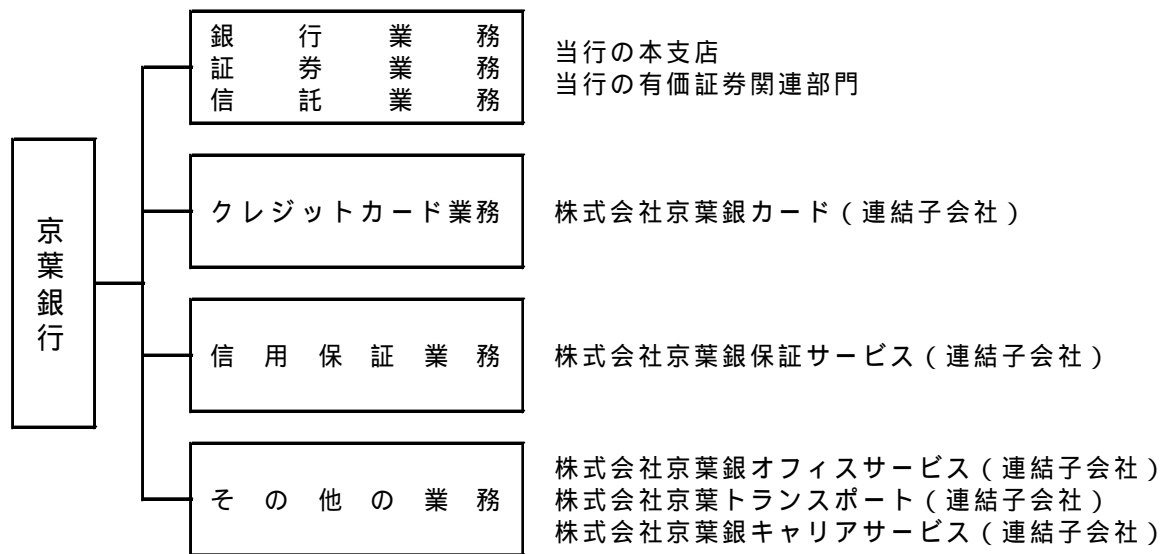 京葉銀行
銀行業務
証券業務
信託業務
当行の本支店
当行の有価証券関連部門
クレジットカード業務
株式会社京葉銀カード（連結子会社）
信用保証業務
株式会社京葉銀保証サービス（連結子会社）
その他の業務
株式会社京葉銀オフィスサービス（連結子会社）
株式会社京葉トランスポート（連結子会社）
株式会社京葉銀キャリアサービス（連結子会社）